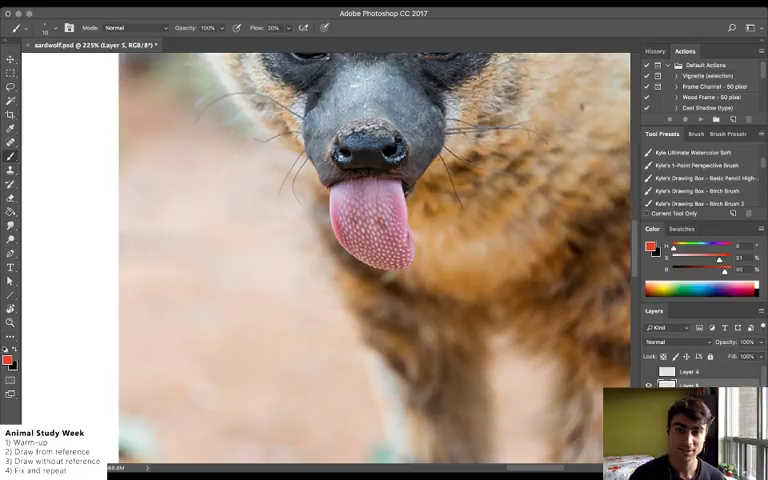 Adobe Photoshop CC 2017
10 Mode: Normal Opacity: 100% Flow: 30%
× aardwolf.psd @ 225% (Layer 5, RGB/8*) *
History Actions
Default Actions
Vignette (selection)
Frame Channel - 50 pixel
Wood Frame - 50 pixel
Cast Shadow (type)
Tool Presets Brush Brush Presets
Kyle Ultimate Watercolor Soft
Kyle's 1-Point Perspective Brush
Kyle's Drawing Box - Basic Pencil High-...
Kyle's Drawing Box - Birch Brush
Kyle's Drawing Box - Birch Brush 2
Current Tool Only
Color Swatches
H 6 °
S 81 %
B 90 %
Layers
Kind
Normal Opacity: 100%
Lock: Fill: 100%
Layer 4
Animal Study Week
1) Warm-up
2) Draw from reference
3) Draw without reference
4) Fix and repeat